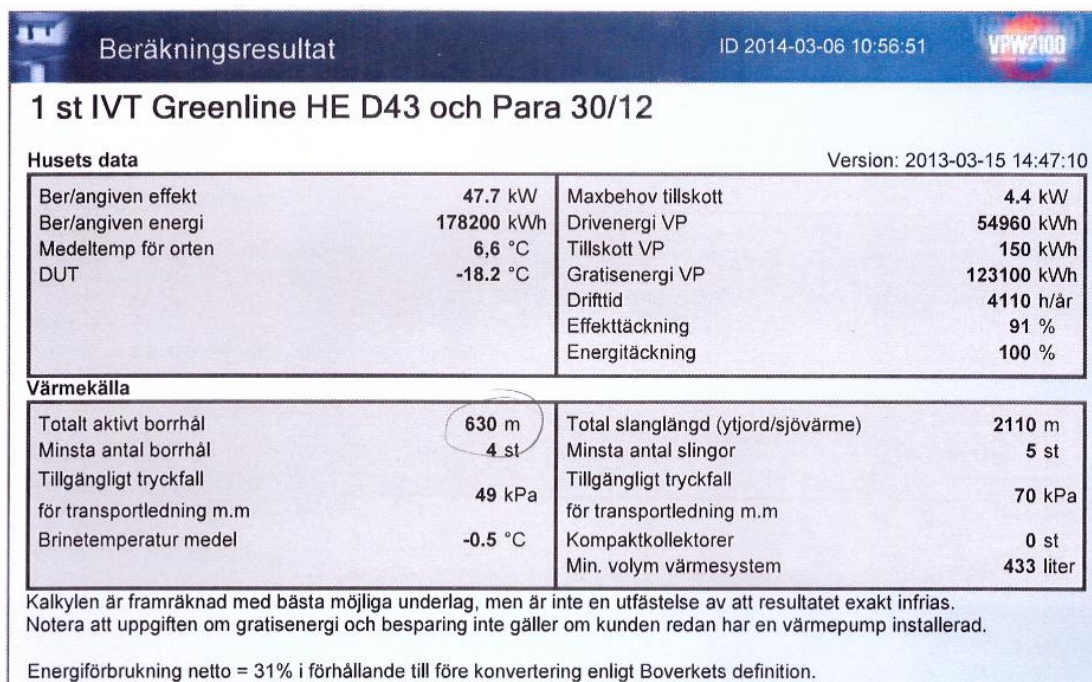 Beräkningsresultat ID 2014-03-06 10:56:51 VPW2100
1 st IVT Greenline HE D43 och Para 30/12
Husets data Version: 2013-03-15 14:47:10
Ber/angiven effekt 47.7 kW Maxbehov tillskott 4.4 kW
Ber/angiven energi 178200 kWh Drivenergi VP 54960 kWh
Medeltemp för orten 6,6 °C Tillskott VP 150 kWh
DUT -18.2 °C Gratisenergi VP 123100 kWh
Drifttid 4110 h/år
Effekttäckning 91 %
Energitäckning 100 %
Värmekälla
Totalt aktivt borrhål 630 m Total slanglängd (ytjord/sjövärme) 2110 m
Minsta antal borrhål 4 st Minsta antal slingor 5 st
Tillgängligt tryckfall för transportledning m.m 49 kPa Tillgängligt tryckfall för transportledning m.m 70 kPa
Brinetemperatur medel -0.5 °C Kompaktkollektorer 0 st
Min. volym värmesystem 433 liter
Kalkylen är framräknad med bästa möjliga underlag, men är inte en utfästelse av att resultatet exakt infrias.
Notera att uppgiften om gratisenergi och besparing inte gäller om kunden redan har en värmepump installerad.
Energiförbrukning netto = 31% i förhållande till före konvertering enligt Boverkets definition.